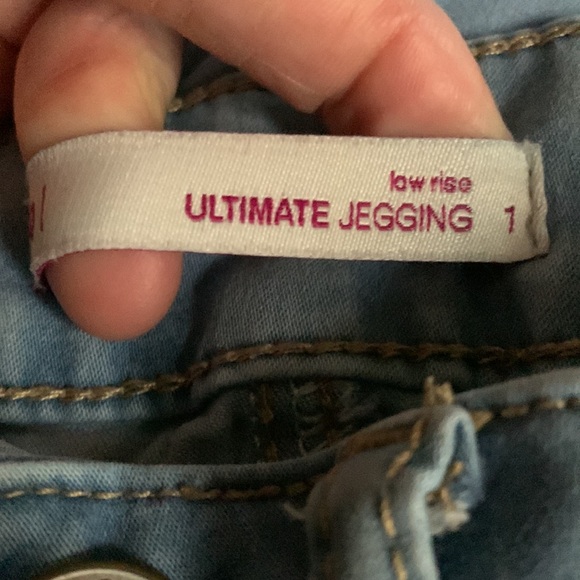 low rise
ULTIMATE JEGGING 1